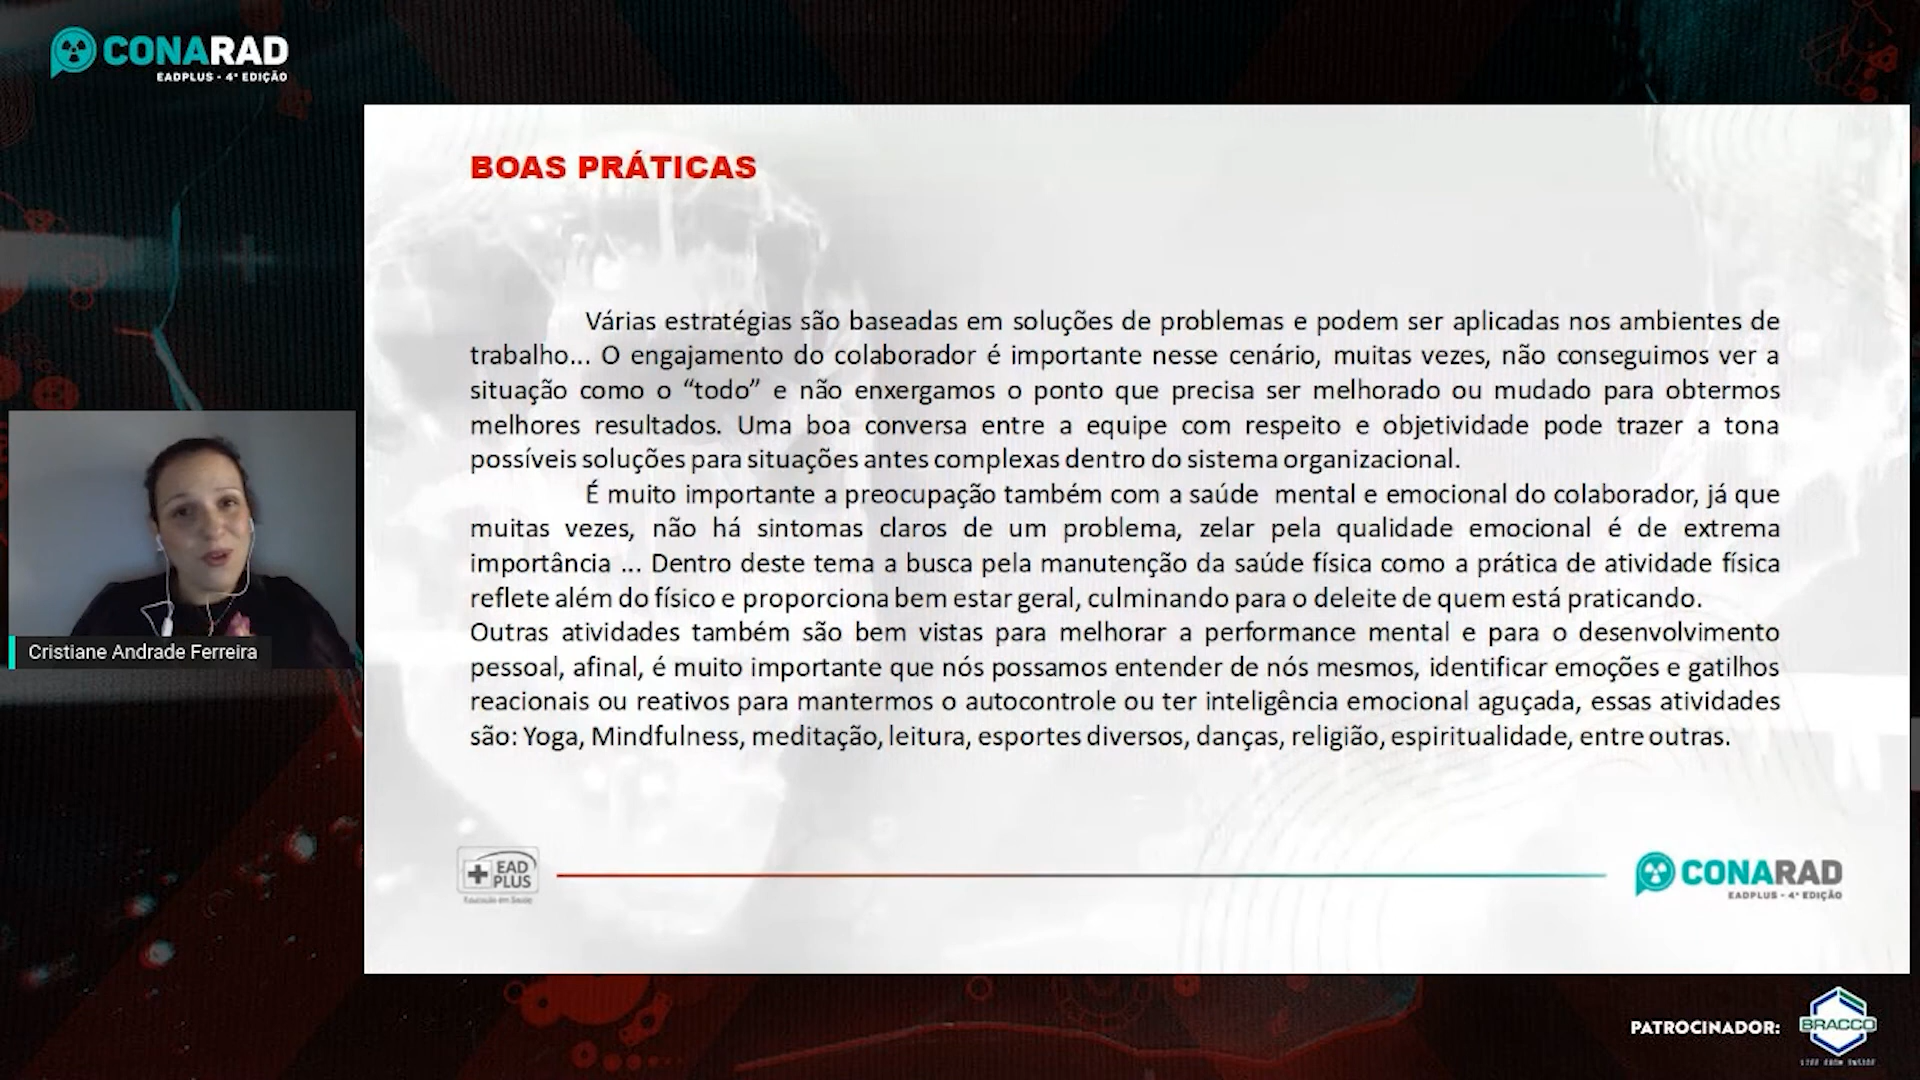 CONARAD
EADPLUS - 4ª EDIÇÃO
BOAS PRÁTICAS
Várias estratégias são baseadas em soluções de problemas e podem ser aplicadas nos ambientes de
trabalho... O engajamento do colaborador é importante nesse cenário, muitas vezes, não conseguimos ver a
situação como o “todo” e não enxergamos o ponto que precisa ser melhorado ou mudado para obtermos
melhores resultados. Uma boa conversa entre a equipe com respeito e objetividade pode trazer a tona
possíveis soluções para situações antes complexas dentro do sistema organizacional.
É muito importante a preocupação também com a saúde mental e emocional do colaborador, já que
muitas vezes, não há sintomas claros de um problema, zelar pela qualidade emocional é de extrema
importância ... Dentro deste tema a busca pela manutenção da saúde física como a prática de atividade física
reflete além do físico e proporciona bem estar geral, culminando para o deleite de quem está praticando.
Outras atividades também são bem vistas para melhorar a performance mental e para o desenvolvimento
pessoal, afinal, é muito importante que nós possamos entender de nós mesmos, identificar emoções e gatilhos
reacionais ou reativos para mantermos o autocontrole ou ter inteligência emocional aguçada, essas atividades
são: Yoga, Mindfulness, meditação, leitura, esportes diversos, danças, religião, espiritualidade, entre outras.
Cristiane Andrade Ferreira
EAD
PLUS
Educação em Saúde
CONARAD
EADPLUS - 4ª EDIÇÃO
PATROCINADOR:
BRACCO
LIFE FROM INSIDE